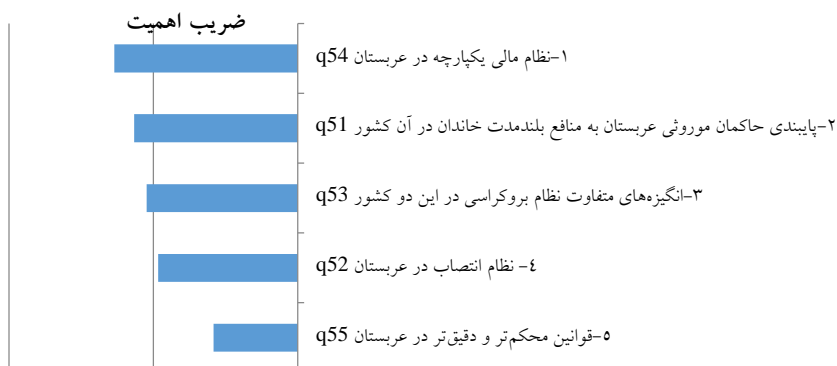 ضریب اهمیت
۱-نظام مالی یکپارچه در عربستان q54
۲-پایبندی حاکمان موروثی عربستان به منافع بلندمدت خاندان در آن کشور q51
۳-انگیزه‌های متفاوت نظام بروکراسی در این دو کشور q53
٤- نظام انتصاب در عربستان q52
٥-قوانین محکم‌تر و دقیق‌تر در عربستان q55